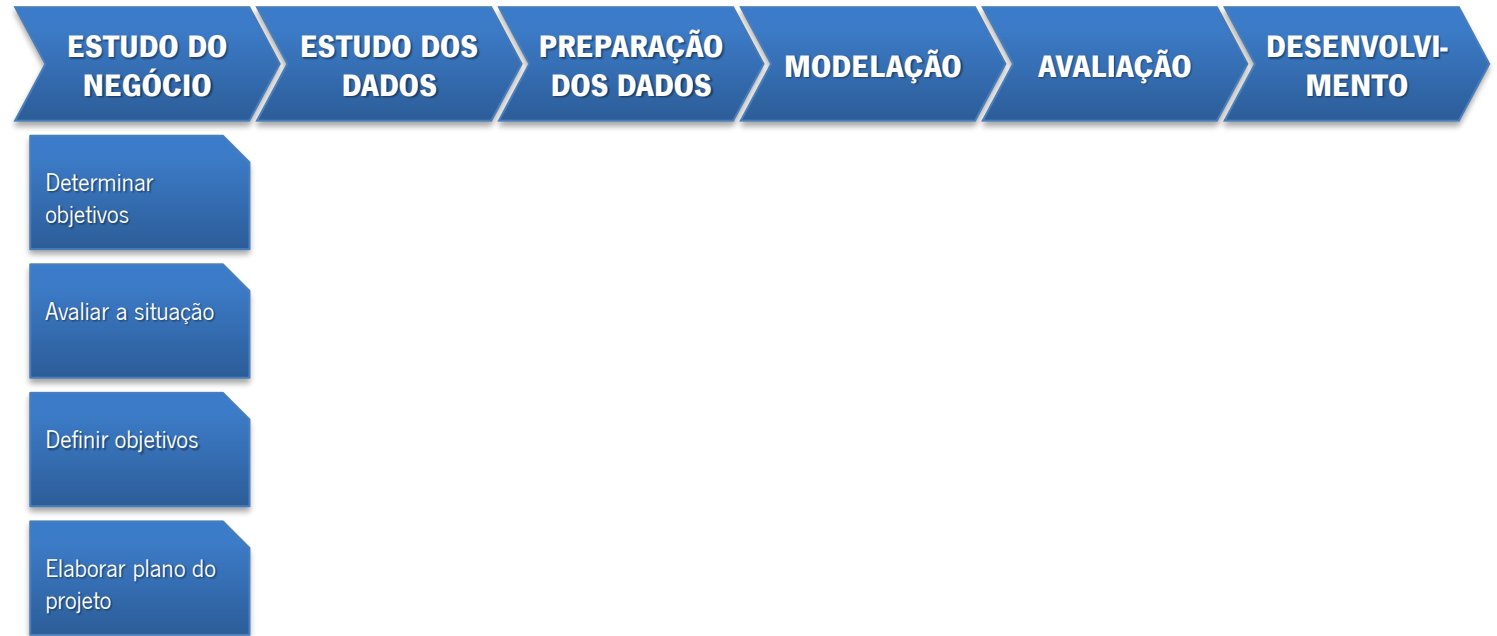 ESTUDO DO
NEGÓCIO
ESTUDO DOS
DADOS
PREPARAÇÃO
DOS DADOS
MODELAÇÃO
AVALIAÇÃO
DESENVOLVI-
MENTO
Determinar
objetivos
Avaliar a situação
Definir objetivos
Elaborar plano do
projeto